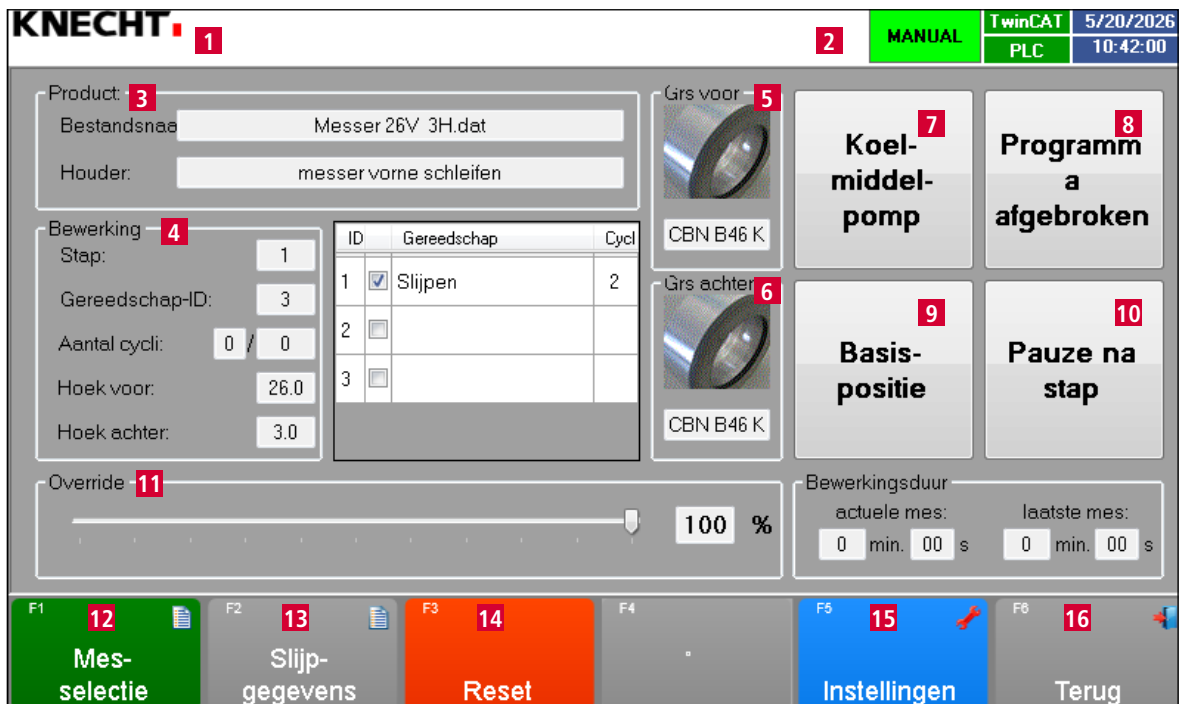 KNECHT
1
2
MANUAL
TwinCAT
5/20/2026
PLC
10:42:00
Product:
3
Bestandsnaa
Messer 26V 3H.dat
Houder:
messer vorne schleifen
Bewerking
4
Stap:
1
Gereedschap-ID:
3
Aantal cycli:
0 / 0
Hoek voor:
26.0
Hoek achter:
3.0
ID Gereedschap Cycl
1 Slijpen 2
2
3
Grs voor
5
CBN B46 K
Grs achter
6
CBN B46 K
7
Koel-
middel-
pomp
8
Programm
a
afgebroken
9
Basis-
positie
10
Pauze na
stap
Override
11
100 %
Bewerkingsduur
actuele mes:
0 min. 00 s
laatste mes:
0 min. 00 s
F1
12
Mes-
selectie
F2
13
Slijp-
gegevens
F3
14
Reset
F4
F5
15
Instellingen
F6
16
Terug